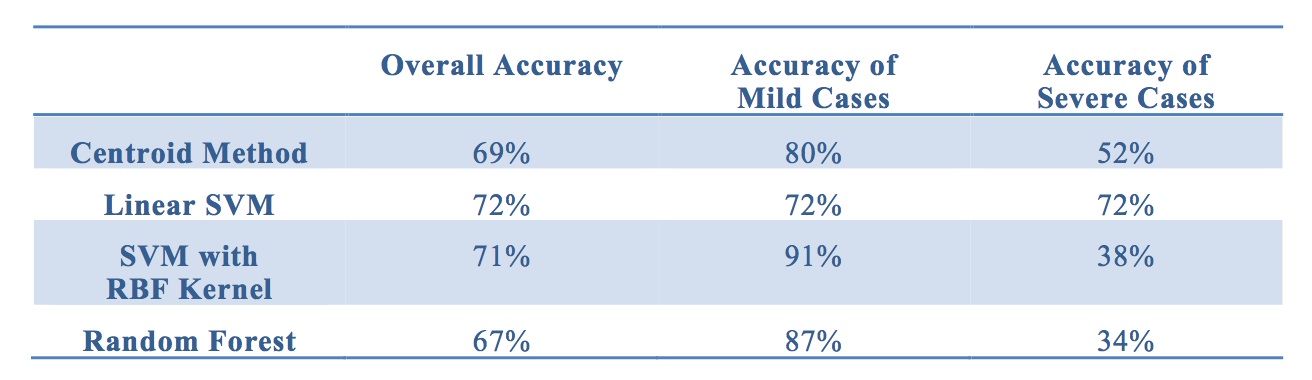 Overall Accuracy Accuracy of Accuracy of
Mild Cases Severe Cases
Centroid Method 69% 80% 52%
Linear SVM 72% 72% 72%
SVM with 71% 91% 38%
RBF Kernel
Random Forest 67% 87% 34%